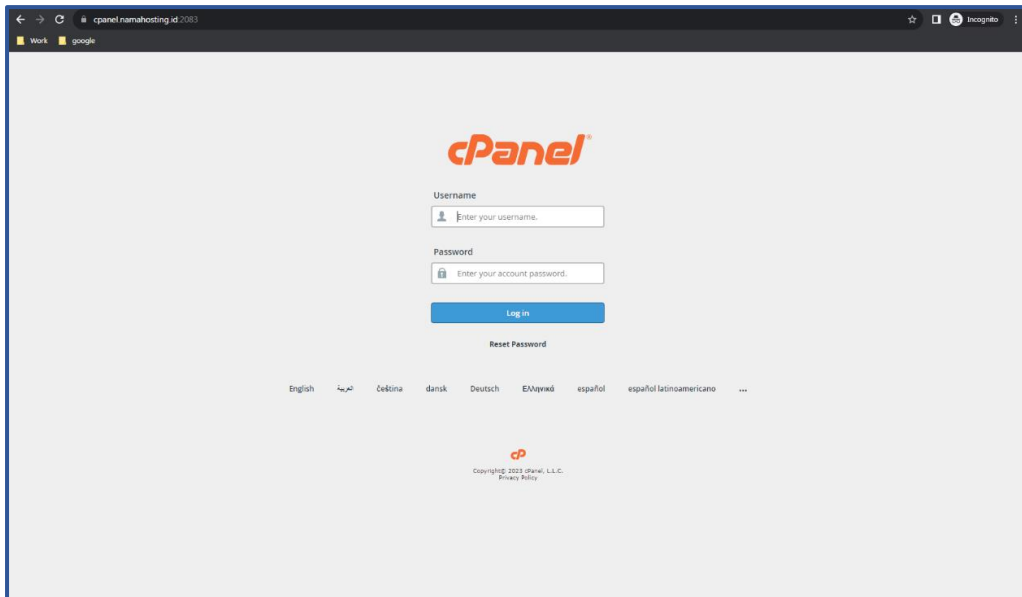 cpanel.namahosting.id:2083
Incognito
Work google
cPanel®
Username
Enter your username.
Password
Enter your account password.
Log in
Reset Password
English العربية čeština dansk Deutsch Ελληνικά español español latinoamericano ...
cP
Copyright© 2023 cPanel, L.L.C.
Privacy Policy